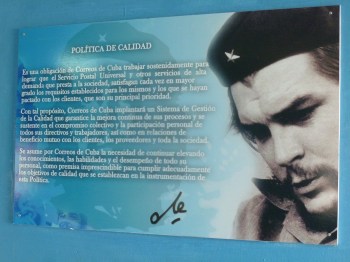 POLÍTICA DE CALIDAD
Es una obligación de Correos de Cuba trabajar sostenidamente para
lograr que el Servicio Postal Universal y otros servicios de alta
demanda que presta a la sociedad, satisfagan cada vez en mayor
grado los requisitos establecidos para los mismos y los que se hayan
pactado con los clientes, que son su principal prioridad.
Con tal propósito, Correos de Cuba implantará un Sistema de Gestión
de la Calidad que garantice la mejora continua de sus procesos y se
sustente en el compromiso colectivo y la participación personal de
todos sus directivos y trabajadores, así como en relaciones de
beneficio mutuo con los clientes, los proveedores y toda la sociedad.
Se asume por Correos de Cuba la necesidad de continuar elevando
los conocimientos, las habilidades y el desempeño de todo su
personal, como premisa imprescindible para cumplir adecuadamente
los objetivos de calidad que se establezcan en la instrumentación de
esta Política.
che